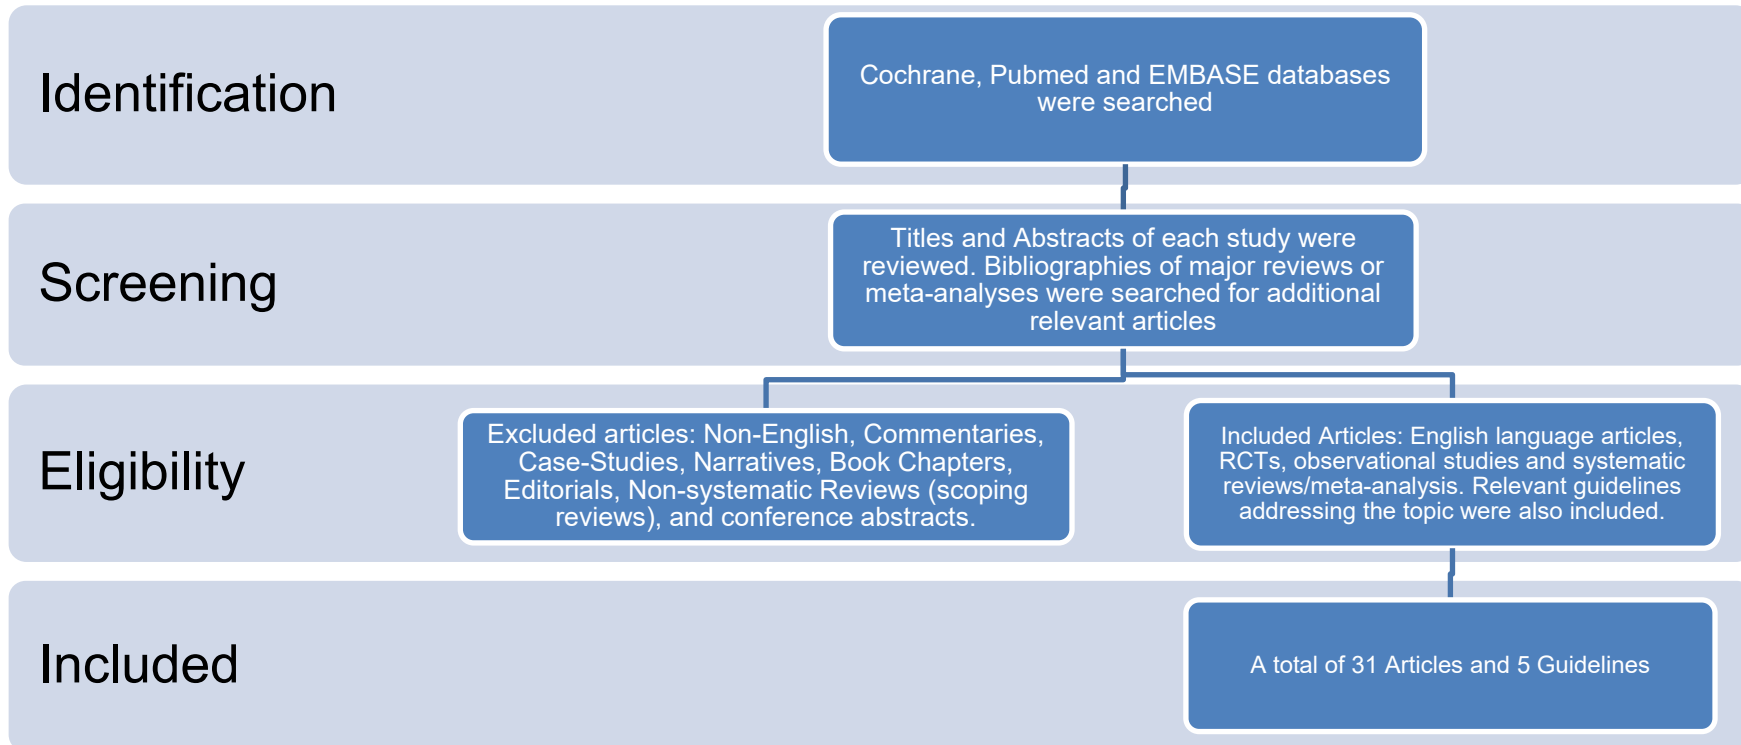 Identification
Cochrane, Pubmed and EMBASE databases
were searched
Screening
Titles and Abstracts of each study were
reviewed. Bibliographies of major reviews or
meta-analyses were searched for additional
relevant articles
Eligibility
Excluded articles: Non-English, Commentaries,
Case-Studies, Narratives, Book Chapters,
Editorials, Non-systematic Reviews (scoping
reviews), and conference abstracts.
Included Articles: English language articles,
RCTs, observational studies and systematic
reviews/meta-analysis. Relevant guidelines
addressing the topic were also included.
Included
A total of 31 Articles and 5 Guidelines